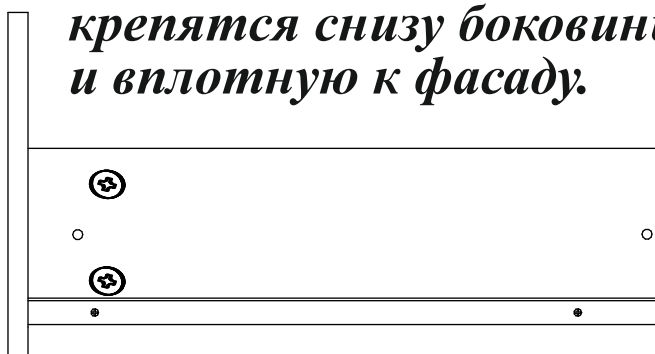 крепятся снизу боковин
и вплотную к фасаду.